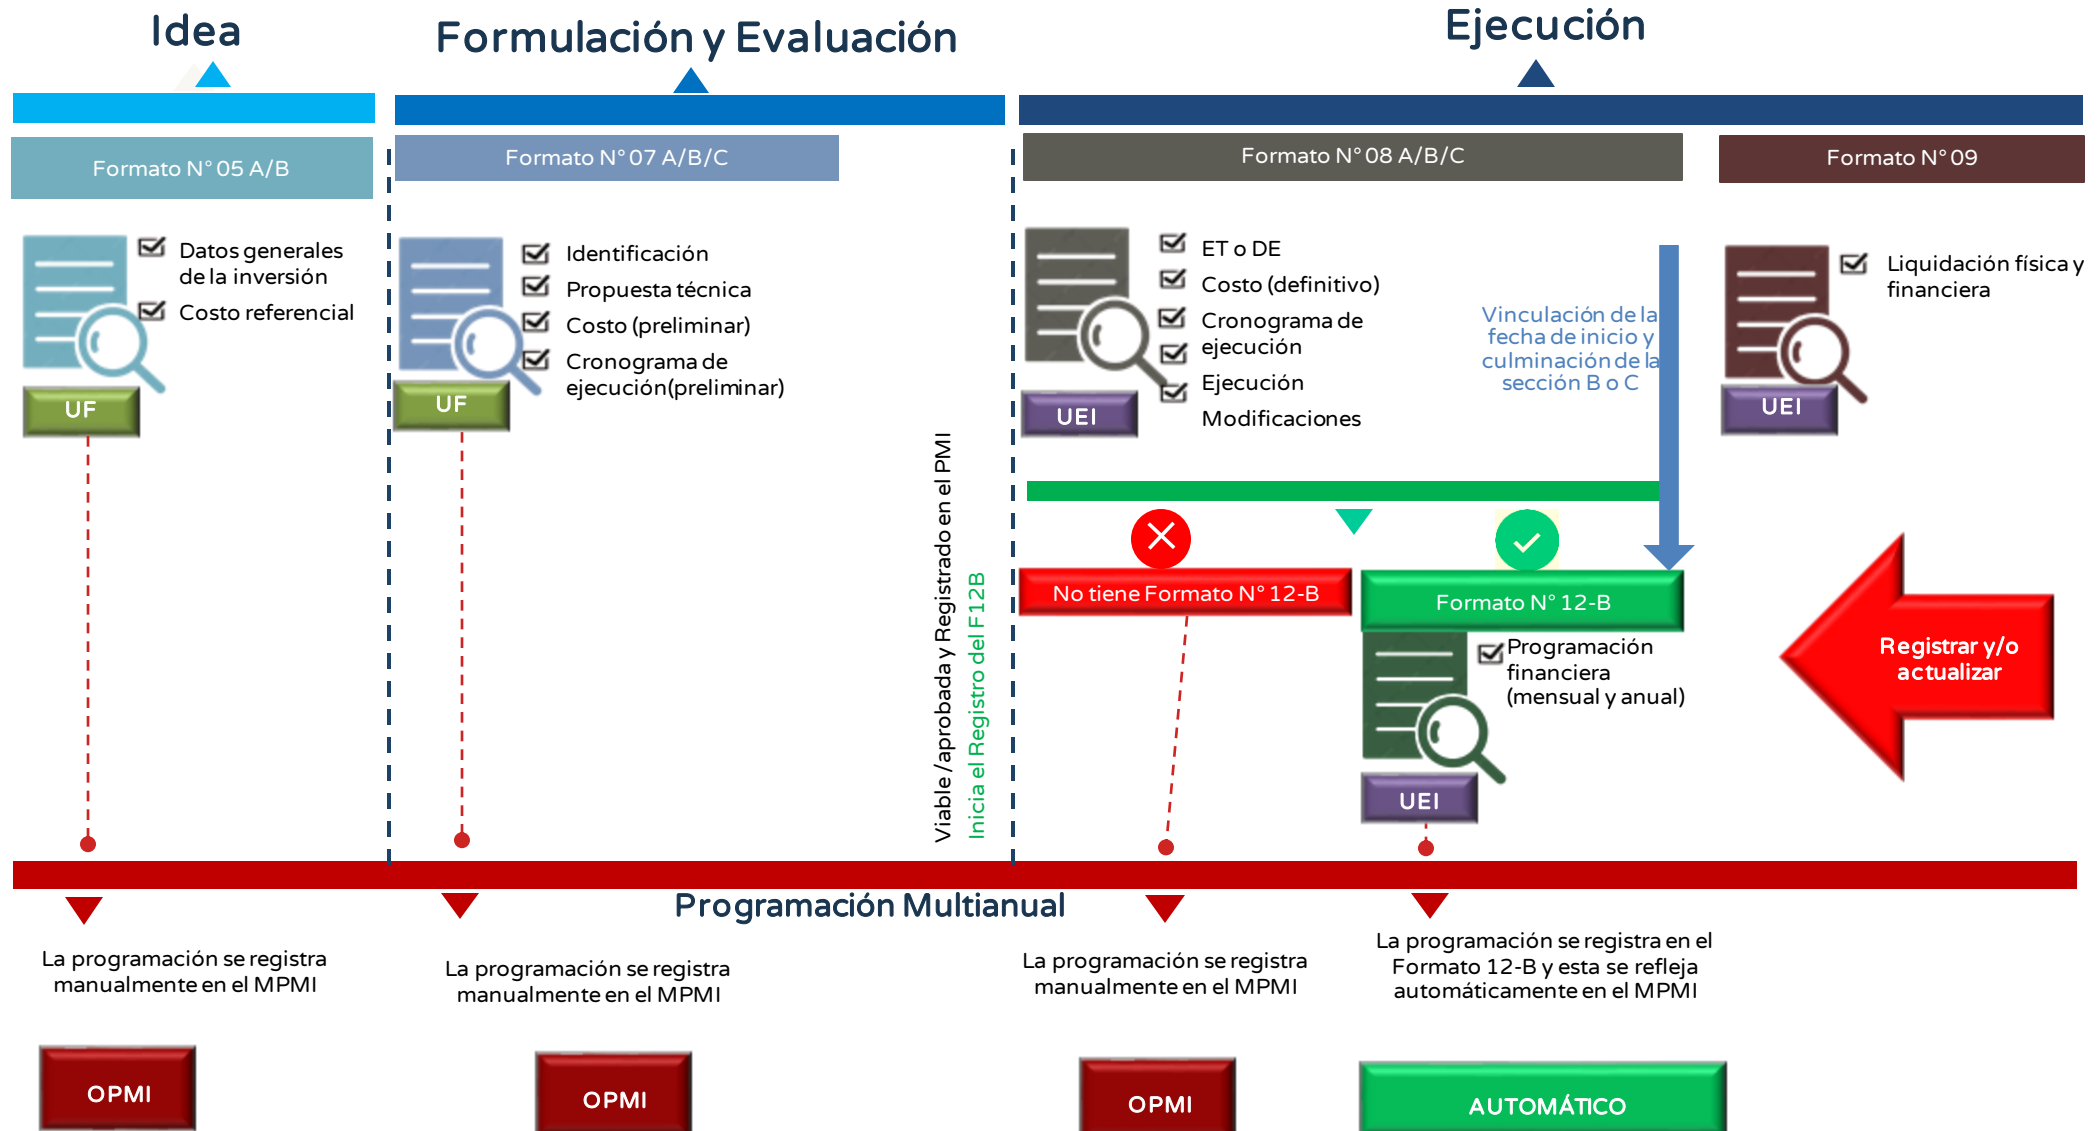 Idea
Formulación y Evaluación
Ejecución
Formato N° 05 A/B
Formato N° 07 A/B/C
Formato N° 08 A/B/C
Formato N° 09
Datos generales
de la inversión
Costo referencial
UF
Identificación
Propuesta técnica
Costo (preliminar)
Cronograma de
ejecución(preliminar)
UF
Viable /aprobada y Registrado en el PMI
Inicia el Registro del F12B
ET o DE
Costo (definitivo)
Cronograma de
ejecución
Ejecución
Modificaciones
UEI
Vinculación de la
fecha de inicio y
culminación de la
sección B o C
Liquidación física y
financiera
UEI
No tiene Formato N° 12-B
Formato N° 12-B
Programación
financiera
(mensual y anual)
UEI
Registrar y/o
actualizar
Programación Multianual
La programación se registra
manualmente en el MPMI
La programación se registra
manualmente en el MPMI
La programación se registra
manualmente en el MPMI
La programación se registra en el
Formato 12-B y esta se refleja
automáticamente en el MPMI
OPMI
OPMI
OPMI
AUTOMÁTICO